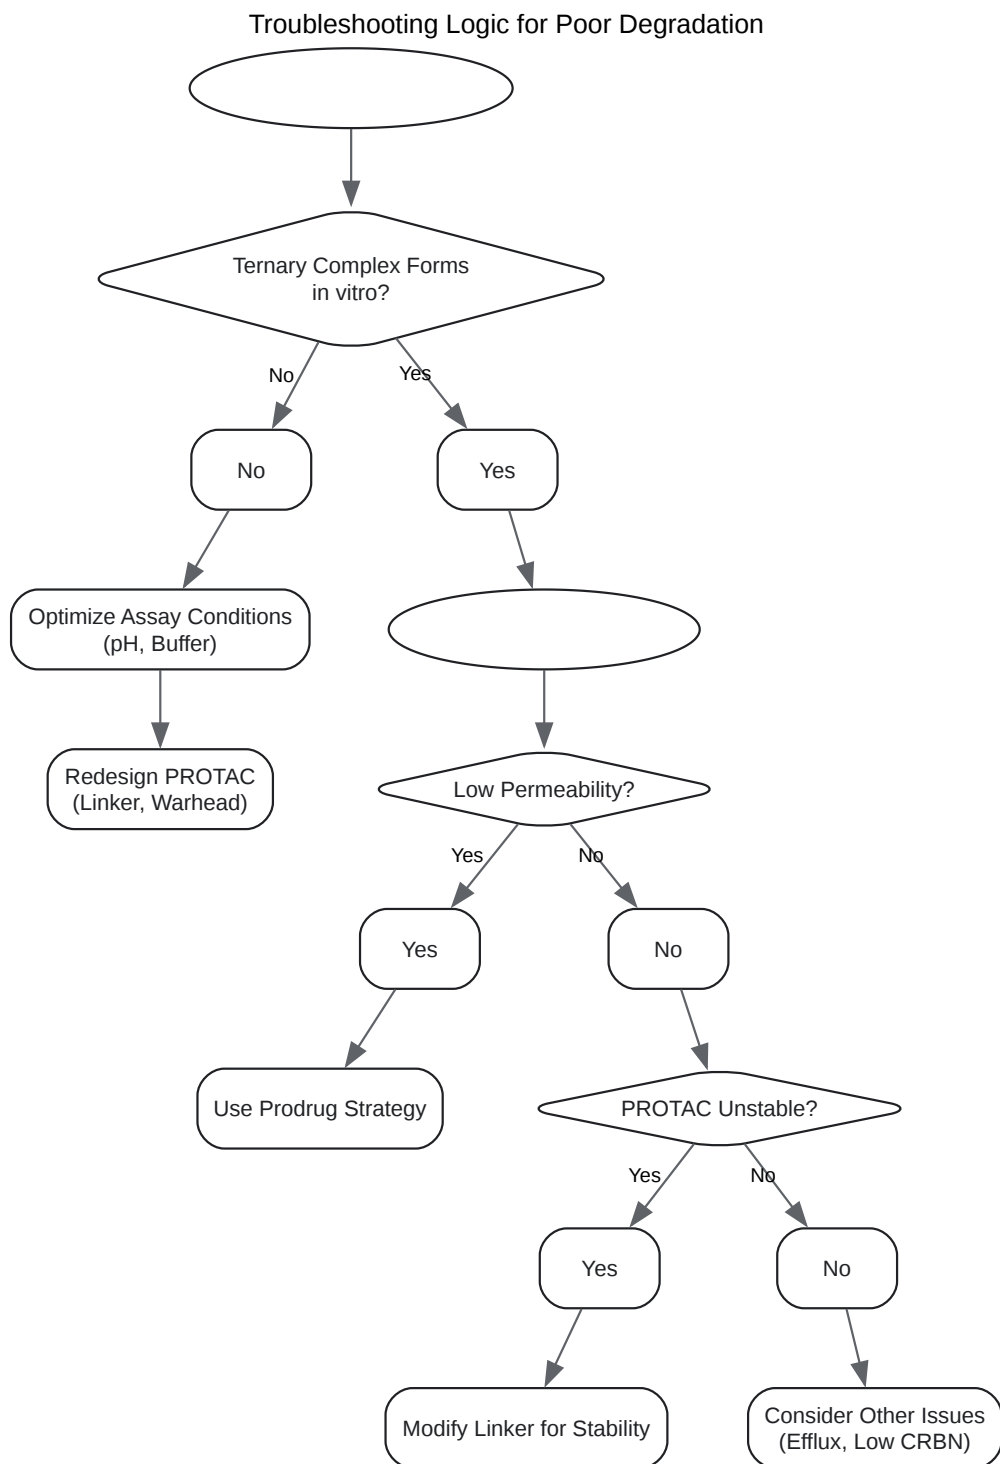 Troubleshooting Logic for Poor Degradation
Ternary Complex Forms
in vitro?
No
Yes
No
Yes
Optimize Assay Conditions
(pH, Buffer)
Redesign PROTAC
(Linker, Warhead)
Low Permeability?
Yes
No
Yes
No
Use Prodrug Strategy
PROTAC Unstable?
Yes
No
Yes
No
Modify Linker for Stability
Consider Other Issues
(Efflux, Low CRBN)